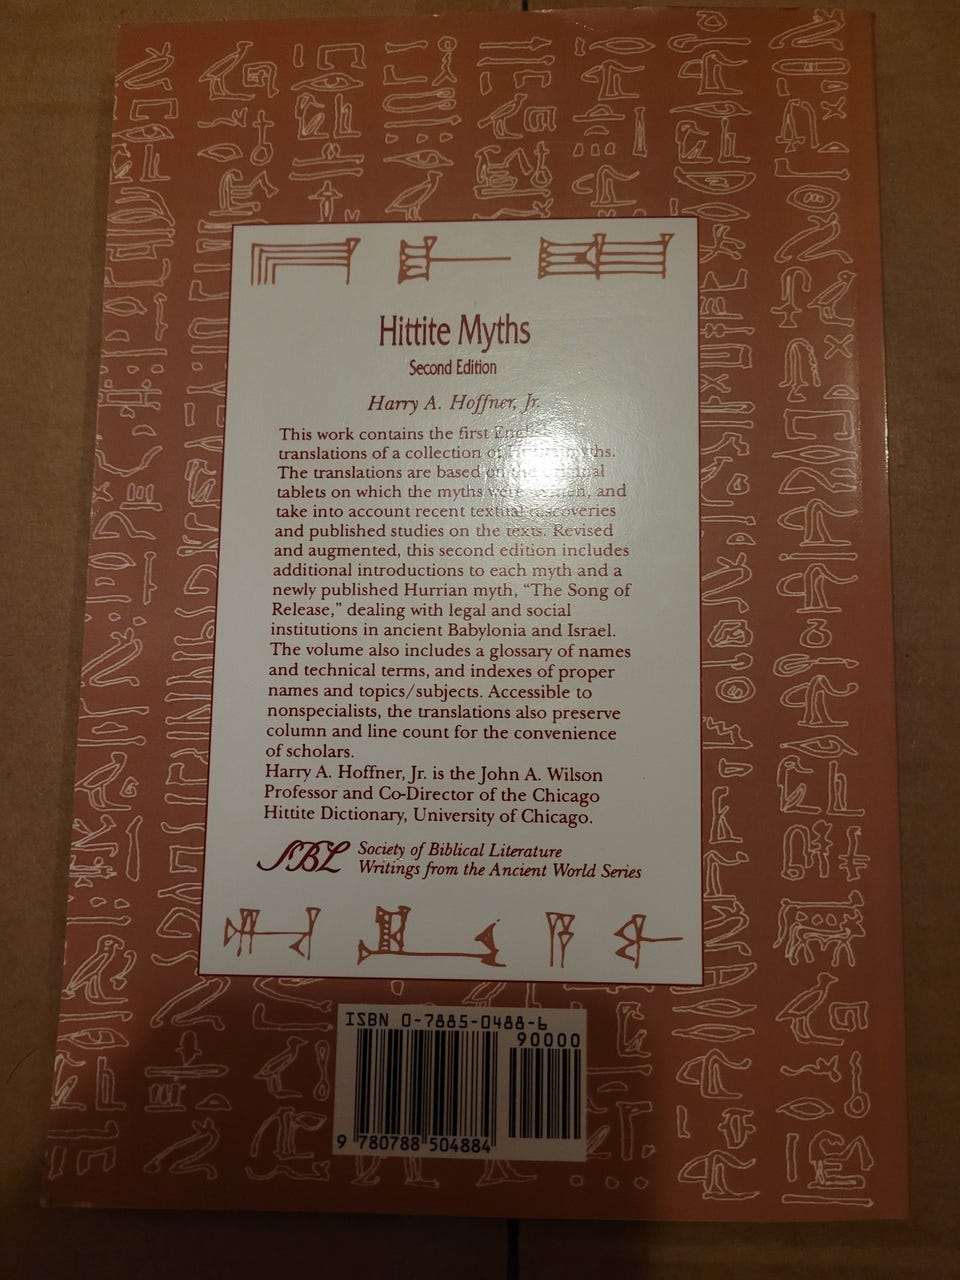 Hittite Myths
Second Edition
Harry A. Hoffner, Jr.
This work contains the first
translations of a collection of
The translations are based on
tablets on which the myths were written, and
take into account recent textual discoveries
and published studies on the texts. Revised
and augmented, this second edition includes
additional introductions to each myth and a
newly published Hurrian myth, “The Song of
Release,” dealing with legal and social
institutions in ancient Babylonia and Israel.
The volume also includes a glossary of names
and technical terms, and indexes of proper
names and topics/subjects. Accessible to
nonspecialists, the translations also preserve
column and line count for the convenience
of scholars.
Harry A. Hoffner, Jr. is the John A. Wilson
Professor and Co-Director of the Chicago
Hittite Dictionary, University of Chicago.
SBL Society of Biblical Literature
Writings from the Ancient World Series
ISBN 0-7885-0488-6
90000
9 780788 504884